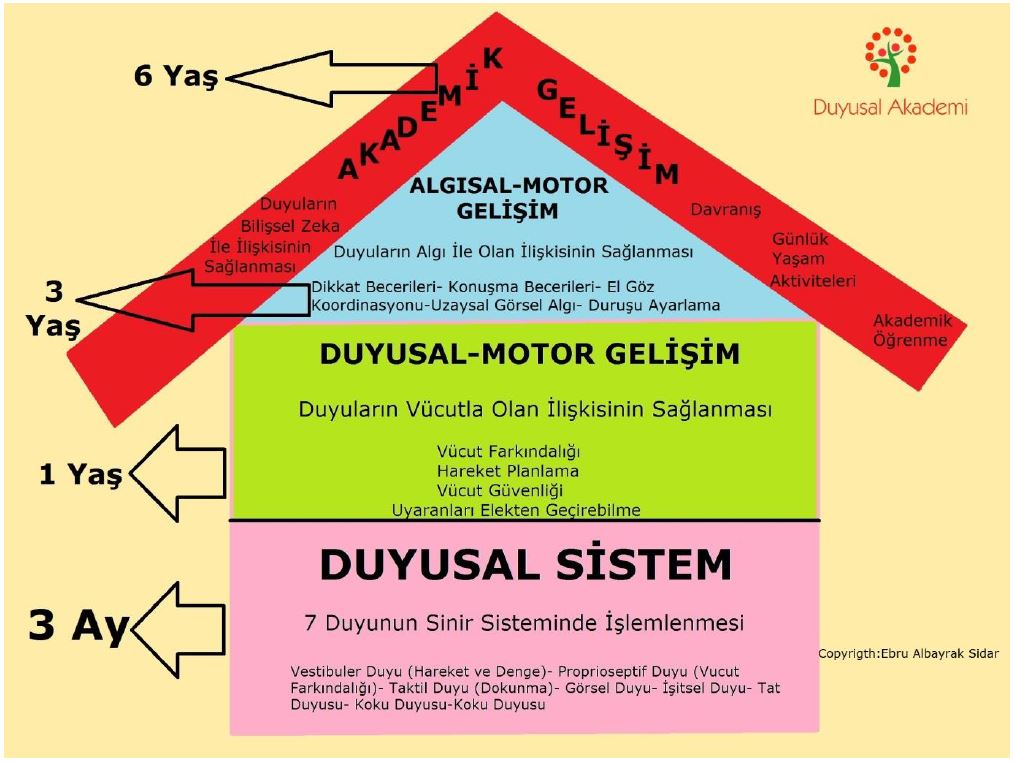 6 Yaş
AKADEMİK GELİŞİM
Duyusal Akademi
Duyuların
Bilişsel Zeka
İle İlişkisinin
Sağlanması
ALGISAL-MOTOR
GELİŞİM
Duyuların Algı İle Olan İlişkisinin Sağlanması
Dikkat Becerileri- Konuşma Becerileri- El Göz
Koordinasyonu-Uzaysal Görsel Algı- Duruşu Ayarlama
Davranış
Günlük
Yaşam
Aktiviteleri
Akademik
Öğrenme
3
Yaş
DUYUSAL-MOTOR GELİŞİM
Duyuların Vücutla Olan İlişkisinin Sağlanması
Vücut Farkındalığı
Hareket Planlama
Vücut Güvenliği
Uyaranları Elekten Geçirebilme
1 Yaş
DUYUSAL SİSTEM
7 Duyunun Sinir Sisteminde İşlemlenmesi
Vestibuler Duyu (Hareket ve Denge)- Proprioseptif Duyu (Vucut
Farkındalığı)- Taktil Duyu (Dokunma)- Görsel Duyu- İşitsel Duyu- Tat
Duyusu- Koku Duyusu-Koku Duyusu
3 Ay
Copyrigth:Ebru Albayrak Sidar